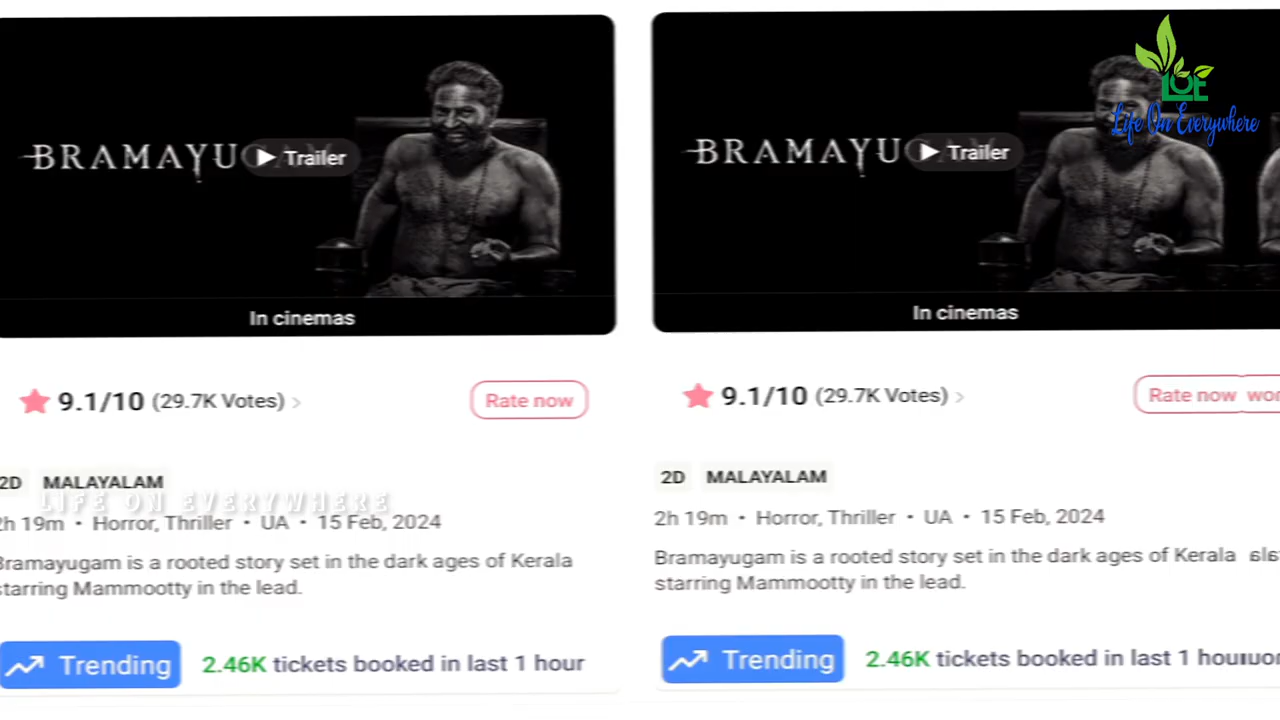 BRAMAYU
Trailer
In cinemas
9.1/10 (29.7K Votes)
Rate now
2D MALAYALAM
LIFE ON EVERYWHERE
2h 19m • Horror, Thriller • UA • 15 Feb, 2024
Bramayugam is a rooted story set in the dark ages of Kerala
starring Mammootty in the lead.
Trending
2.46K tickets booked in last 1 hour
BRAMAYU
Trailer
LOE
Life On Everywhere
In cinemas
9.1/10 (29.7K Votes)
Rate now
2D MALAYALAM
2h 19m • Horror, Thriller • UA • 15 Feb, 2024
Bramayugam is a rooted story set in the dark ages of Kerala
starring Mammootty in the lead.
Trending
2.46K tickets booked in last 1